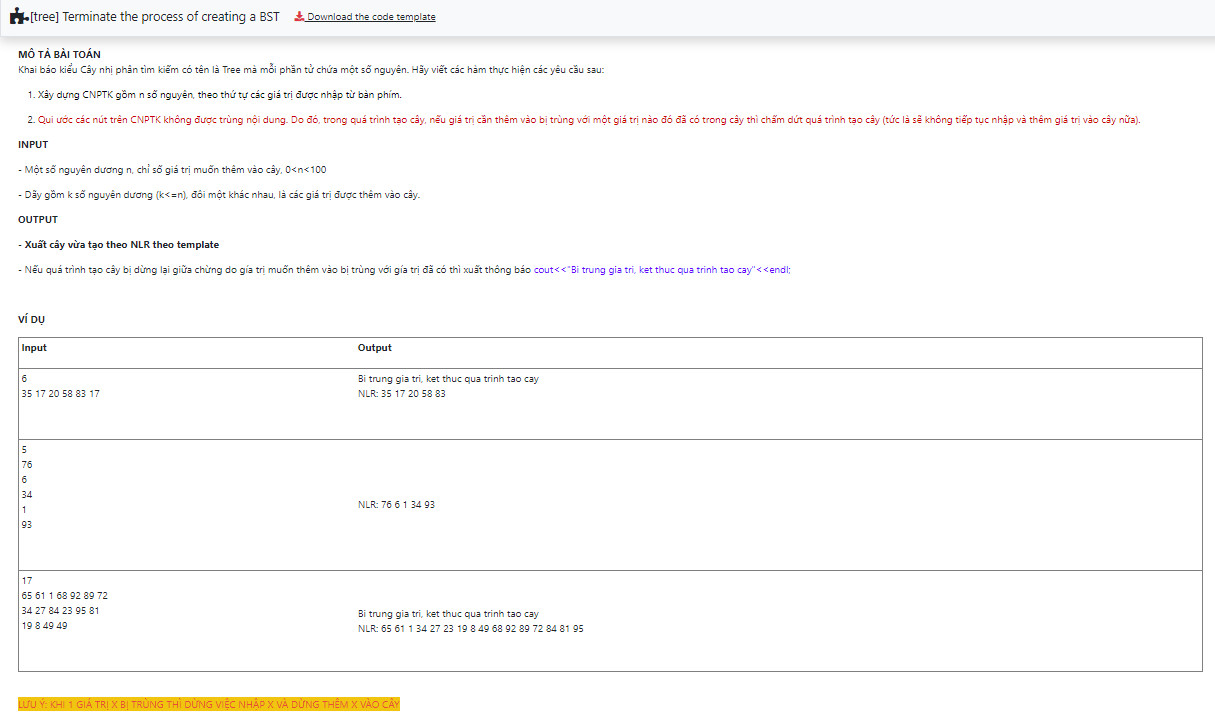 [tree] Terminate the process of creating a BST Download the code template
MÔ TẢ BÀI TOÁN
Khai báo kiểu Cây nhị phân tìm kiếm có tên là Tree mà mỗi phần tử chứa một số nguyên. Hãy viết các hàm thực hiện các yêu cầu sau:
1. Xây dựng CNPTK gồm n số nguyên, theo thứ tự các giá trị được nhập từ bàn phím.
2. Qui ước các nút trên CNPTK không được trùng nội dung. Do đó, trong quá trình tạo cây, nếu giá trị cần thêm vào bị trùng với một giá trị nào đó đã có trong cây thì chấm dứt quá trình tạo cây (tức là sẽ không tiếp tục nhập và thêm giá trị vào cây nữa).
INPUT
- Một số nguyên dương n, chỉ số giá trị muốn thêm vào cây, 0<n<100
- Dãy gồm k số nguyên dương (k<=n), đôi một khác nhau, là các giá trị được thêm vào cây.
OUTPUT
- Xuất cây vừa tạo theo NLR theo template
- Nếu quá trình tạo cây bị dừng lại giữa chừng do gía trị muốn thêm vào bị trùng với gía trị đã có thì xuất thông báo cout<<"Bi trung gia tri, ket thuc qua trinh tao cay"<<endl;
VÍ DỤ
Input Output
6
35 17 20 58 83 17
Bi trung gia tri, ket thuc qua trinh tao cay
NLR: 35 17 20 58 83
5
76
6
34
1
93
NLR: 76 6 1 34 93
17
65 61 1 68 92 89 72
34 27 84 23 95 81
19 8 49 49
Bi trung gia tri, ket thuc qua trinh tao cay
NLR: 65 61 1 34 27 23 19 8 49 68 92 89 72 84 81 95
LƯU Ý: KHI 1 GIÁ TRỊ X BỊ TRÙNG THÌ DỪNG VIỆC NHẬP X VÀ DỪNG THÊM X VÀO CÂY